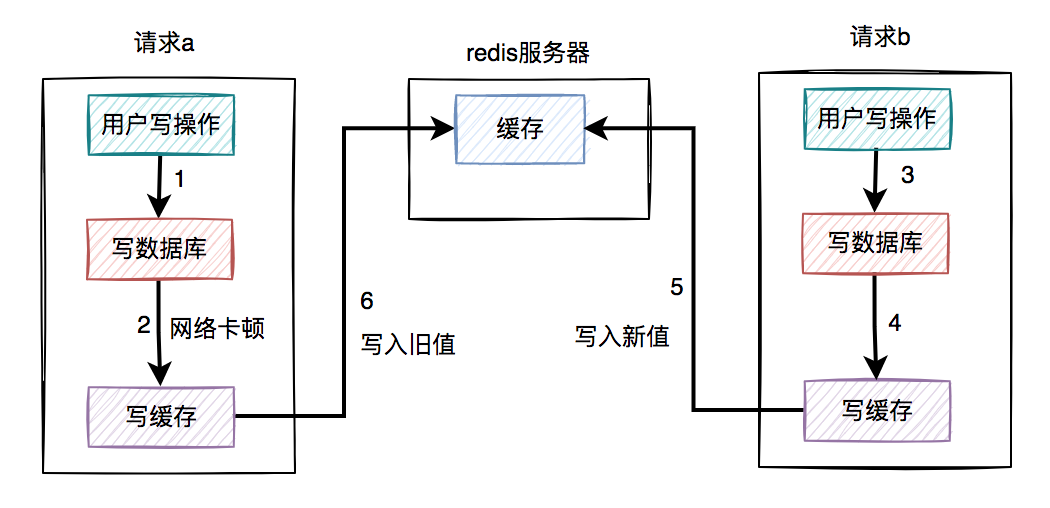 请求a
redis服务器
请求b
用户写操作
缓存
用户写操作
1
3
写数据库
写数据库
2
网络卡顿
6
写入旧值
5
写入新值
4
写缓存
写缓存